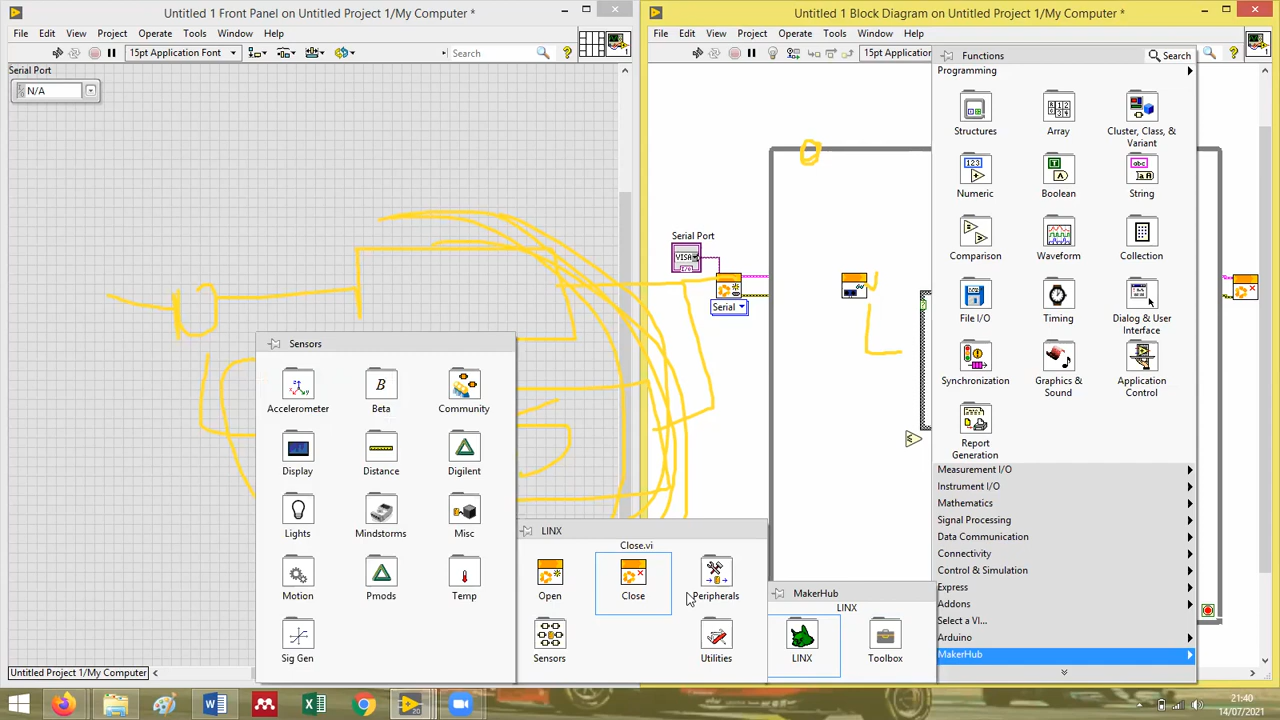 Untitled 1 Front Panel on Untitled Project 1/My Computer *
File Edit View Project Operate Tools Window Help
15pt Application Font
Search
Serial Port
N/A
Untitled 1 Block Diagram on Untitled Project 1/My Computer *
File Edit View Project Operate Tools Window Help
15pt Application
Serial Port
VISA
Serial
Functions
Search
Programming
Structures
Array
Cluster, Class, &
Variant
Numeric
Boolean
String
Comparison
Waveform
Collection
File I/O
Timing
Dialog & User
Interface
Synchronization
Graphics &
Sound
Application
Control
Report
Generation
Measurement I/O
Instrument I/O
Mathematics
Signal Processing
Data Communication
Connectivity
Control & Simulation
Express
Addons
Select a VI...
Arduino
MakerHub
Sensors
Accelerometer
Beta
Community
Display
Distance
Digilent
Lights
Mindstorms
Misc
Motion
Pmods
Temp
Sig Gen
LINX
Close.vi
Open
Close
Peripherals
Sensors
Utilities
MakerHub
LINX
LINX
Toolbox
Untitled Project 1/My Computer
21:40
14/07/2021